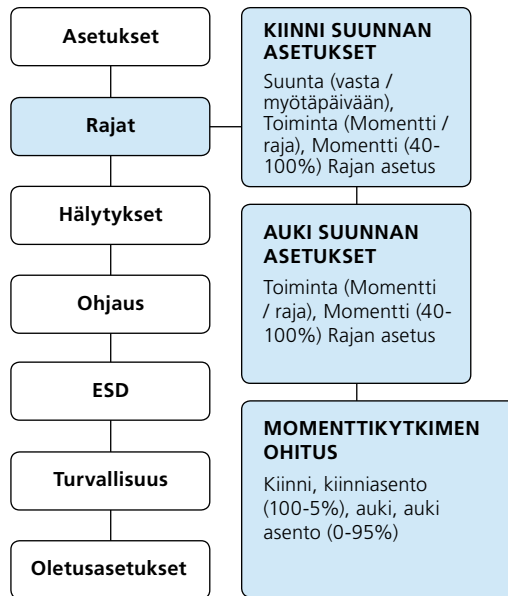 Asetukset
Rajat
Hälytykset
Ohjaus
ESD
Turvallisuus
Oletusasetukset
KIINNI SUUNNAN
ASETUKSET
Suunta (vasta /
myötäpäivään),
Toiminta (Momentti /
raja), Momentti (40-
100%) Rajan asetus
AUKI SUUNNAN
ASETUKSET
Toiminta (Momentti
/ raja), Momentti (40-
100%) Rajan asetus
MOMENTTIKYTKIMEN
OHITUS
Kiinni, kiinniasento
(100-5%), auki, auki
asento (0-95%)